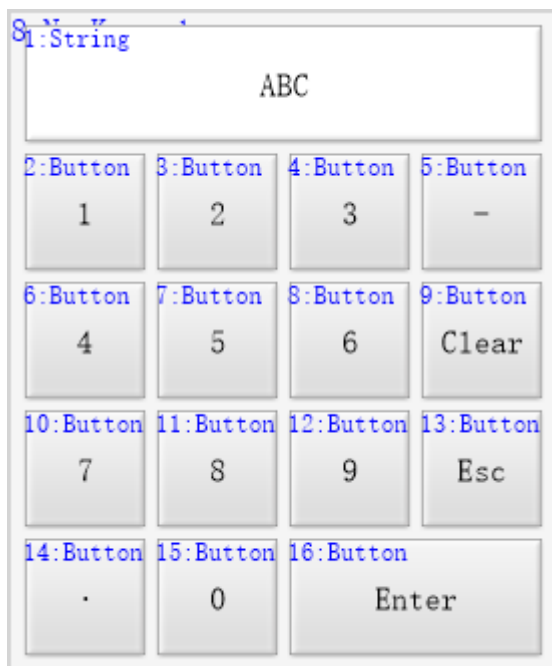 1:String
ABC
2:Button 3:Button 4:Button 5:Button
1 2 3 -
6:Button 7:Button 8:Button 9:Button
4 5 6 Clear
10:Button 11:Button 12:Button 13:Button
7 8 9 Esc
14:Button 15:Button 16:Button
. 0 Enter